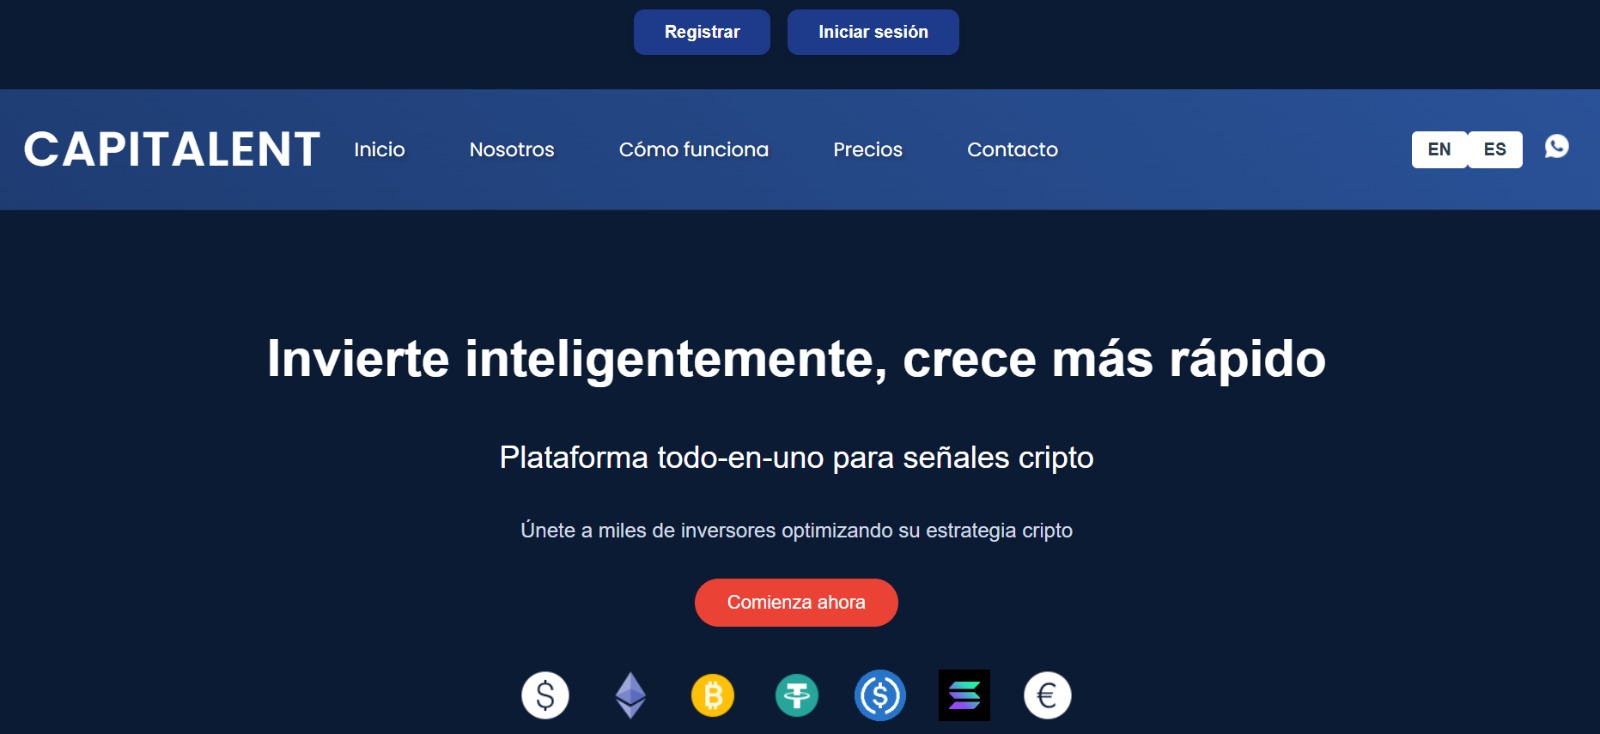 Registrar Iniciar sesión
CAPITALENT Inicio Nosotros Cómo funciona Precios Contacto EN ES
Invierte inteligentemente, crece más rápido
Plataforma todo-en-uno para señales cripto
Únete a miles de inversores optimizando su estrategia cripto
Comienza ahora